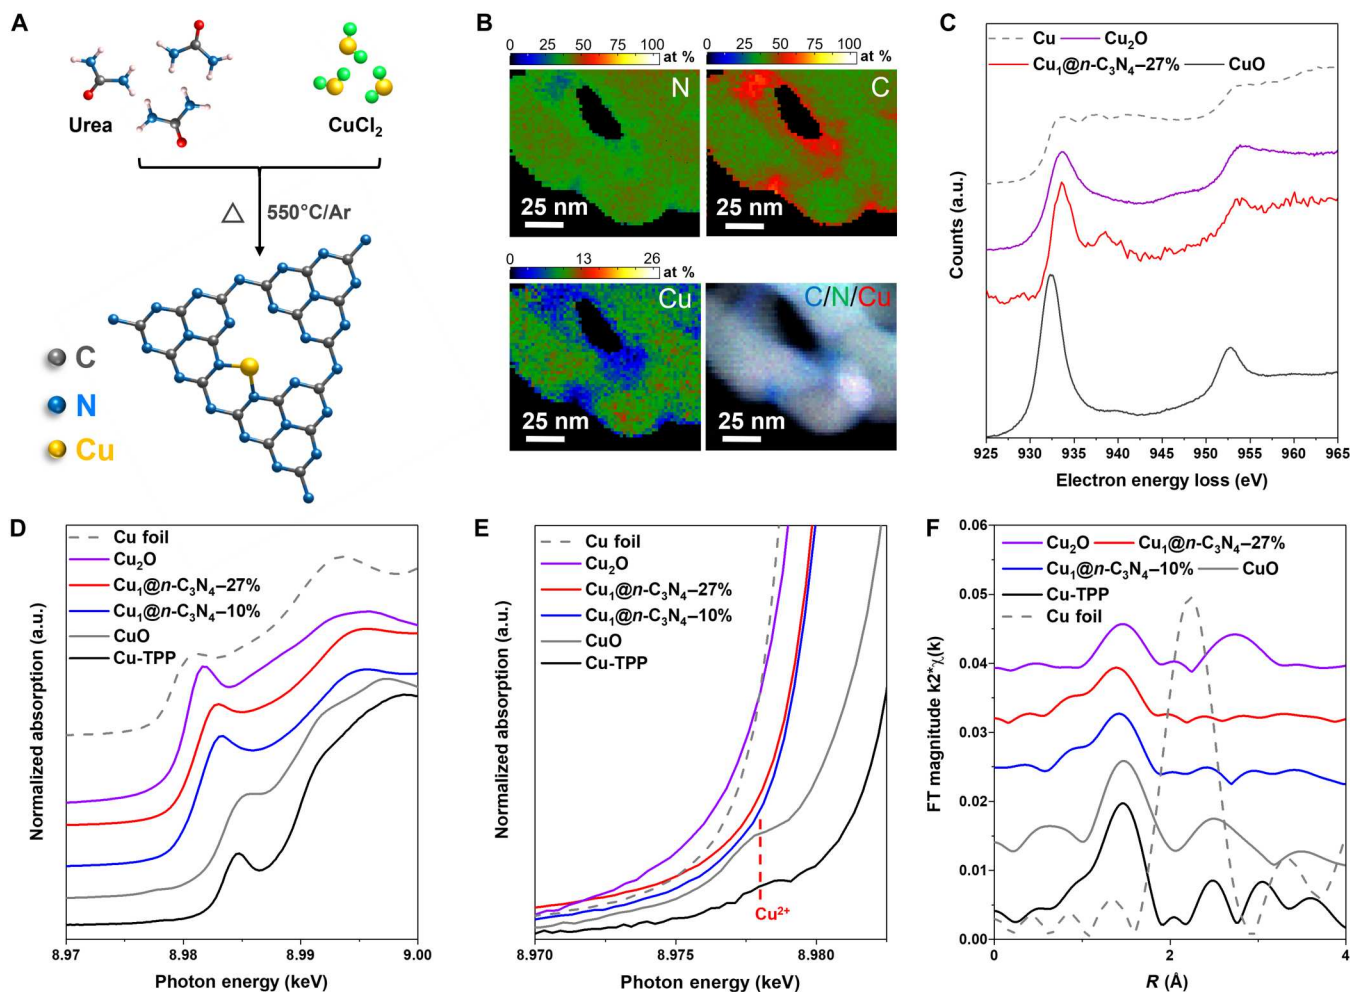 A
Urea
CuCl₂
△ 550°C/Ar
C
N
Cu
B
0 25 50 75 100
at %
N
25 nm
0 25 50 75 100
at %
C
25 nm
0 13 26
at %
Cu
25 nm
C/N/Cu
25 nm
C
Cu
Cu₂O
Cu₁@n-C₃N₄–27%
CuO
Counts (a.u.)
925 930 935 940 945 950 955 960 965
Electron energy loss (eV)
D
Cu foil
Cu₂O
Cu₁@n-C₃N₄–27%
Cu₁@n-C₃N₄–10%
CuO
Cu-TPP
Normalized absorption (a.u.)
8.97 8.98 8.99 9.00
Photon energy (keV)
E
Cu foil
Cu₂O
Cu₁@n-C₃N₄–27%
Cu₁@n-C₃N₄–10%
CuO
Cu-TPP
Cu²⁺
Normalized absorption (a.u.)
8.970 8.975 8.980
Photon energy (keV)
F
Cu₂O Cu₁@n-C₃N₄–27%
Cu₁@n-C₃N₄–10% CuO
Cu-TPP
Cu foil
FT magnitude k2*χ(k)
0.06
0.05
0.04
0.03
0.02
0.01
0.00
0 2 4
R (Å)